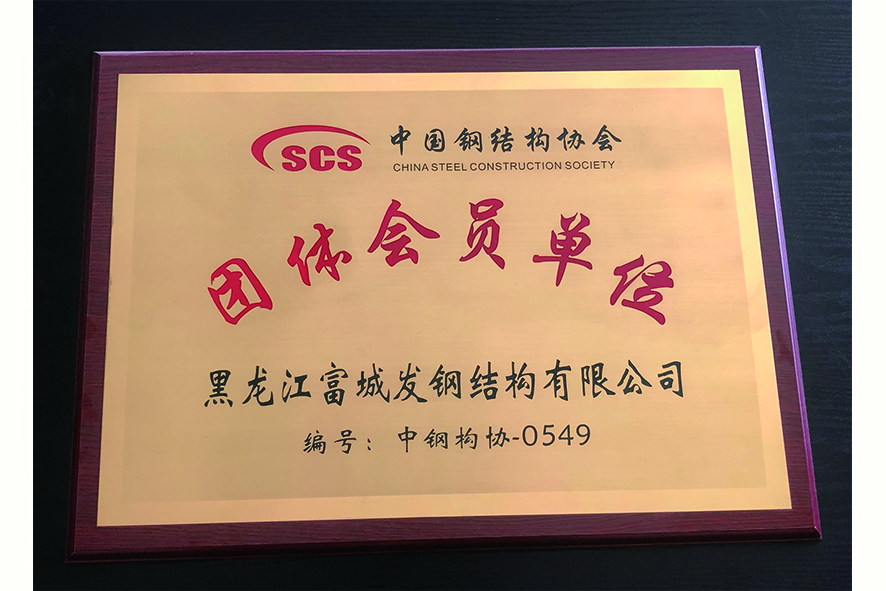 SCS 中国钢结构协会
CHINA STEEL CONSTRUCTION SOCIETY
团体会员单位
黑龙江富城发钢结构有限公司
编号：中钢构协-0549